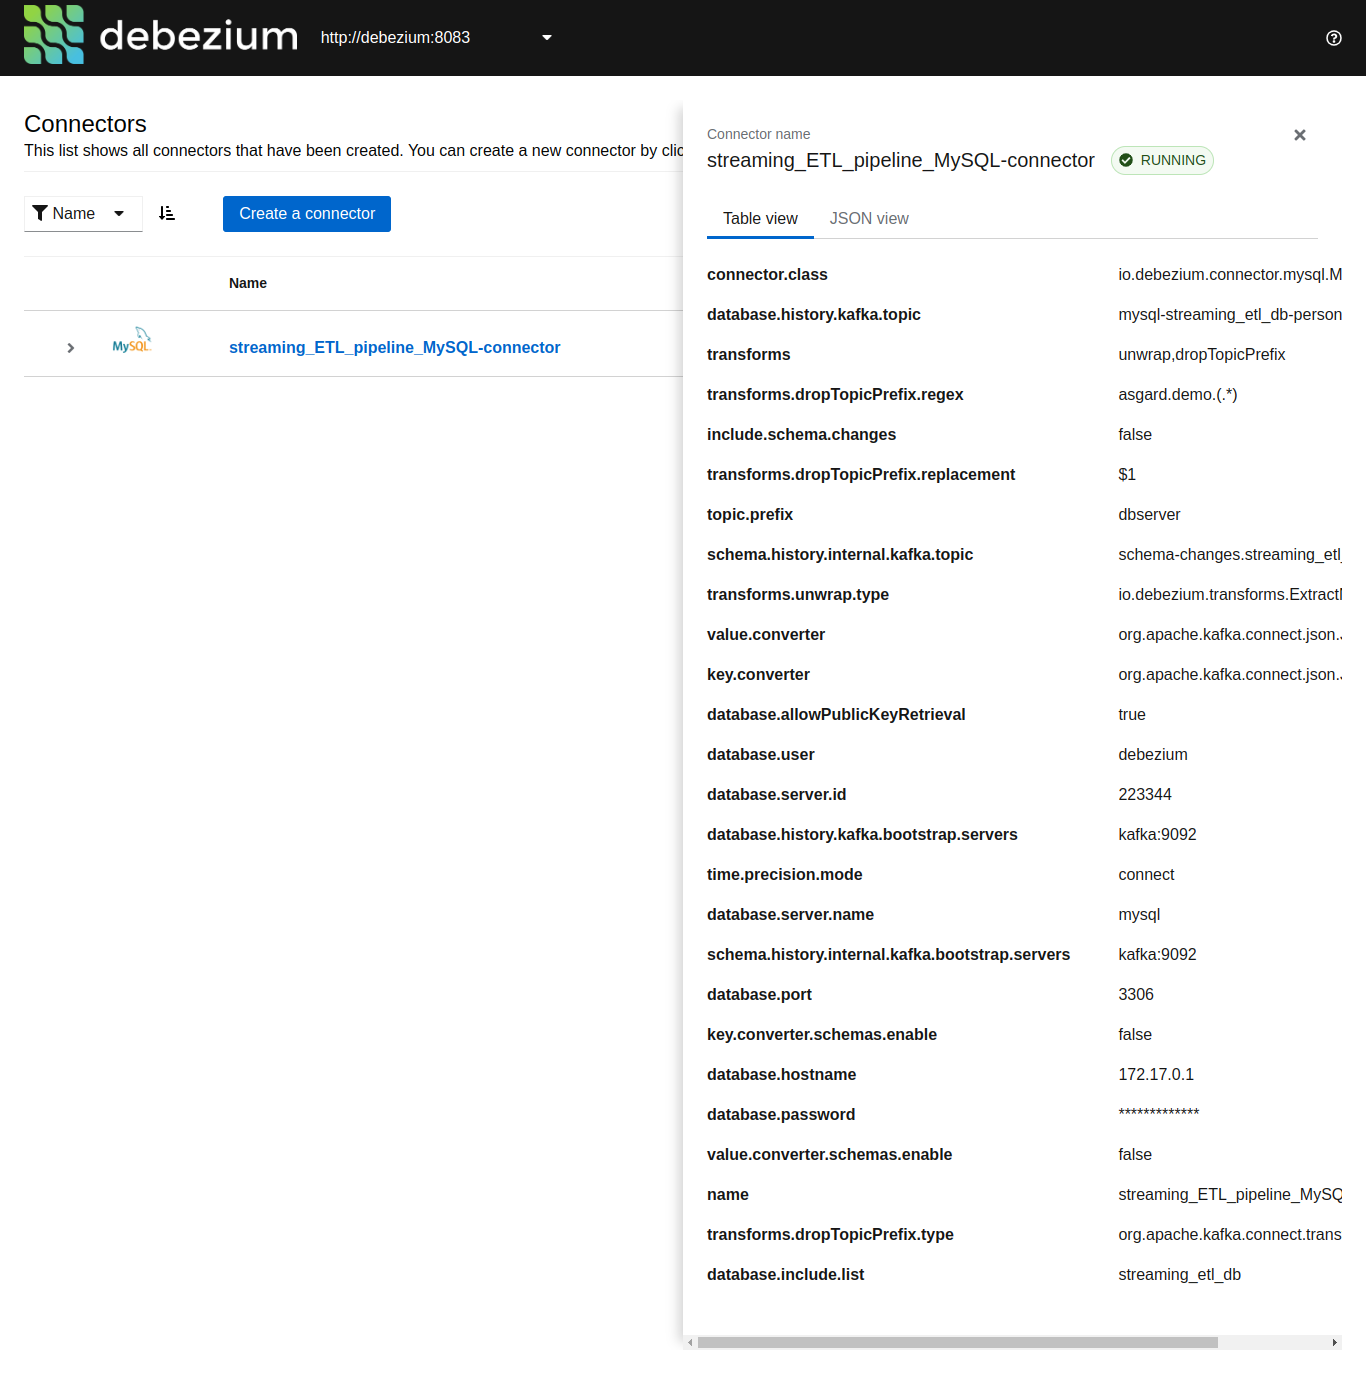 debezium
http://debezium:8083
Connectors
This list shows all connectors that have been created. You can create a new connector by clic
Name
Create a connector
Name
MySQL
streaming_ETL_pipeline_MySQL-connector
Connector name
streaming_ETL_pipeline_MySQL-connector RUNNING
Table view JSON view
connector.class io.debezium.connector.mysql.M
database.history.kafka.topic mysql-streaming_etl_db-person
transforms unwrap,dropTopicPrefix
transforms.dropTopicPrefix.regex asgard.demo.(.*)
include.schema.changes false
transforms.dropTopicPrefix.replacement $1
topic.prefix dbserver
schema.history.internal.kafka.topic schema-changes.streaming_etl_
transforms.unwrap.type io.debezium.transforms.Extract
value.converter org.apache.kafka.connect.json.
key.converter org.apache.kafka.connect.json.
database.allowPublicKeyRetrieval true
database.user debezium
database.server.id 223344
database.history.kafka.bootstrap.servers kafka:9092
time.precision.mode connect
database.server.name mysql
schema.history.internal.kafka.bootstrap.servers kafka:9092
database.port 3306
key.converter.schemas.enable false
database.hostname 172.17.0.1
database.password *************
value.converter.schemas.enable false
name streaming_ETL_pipeline_MySQ
transforms.dropTopicPrefix.type org.apache.kafka.connect.trans
database.include.list streaming_etl_db